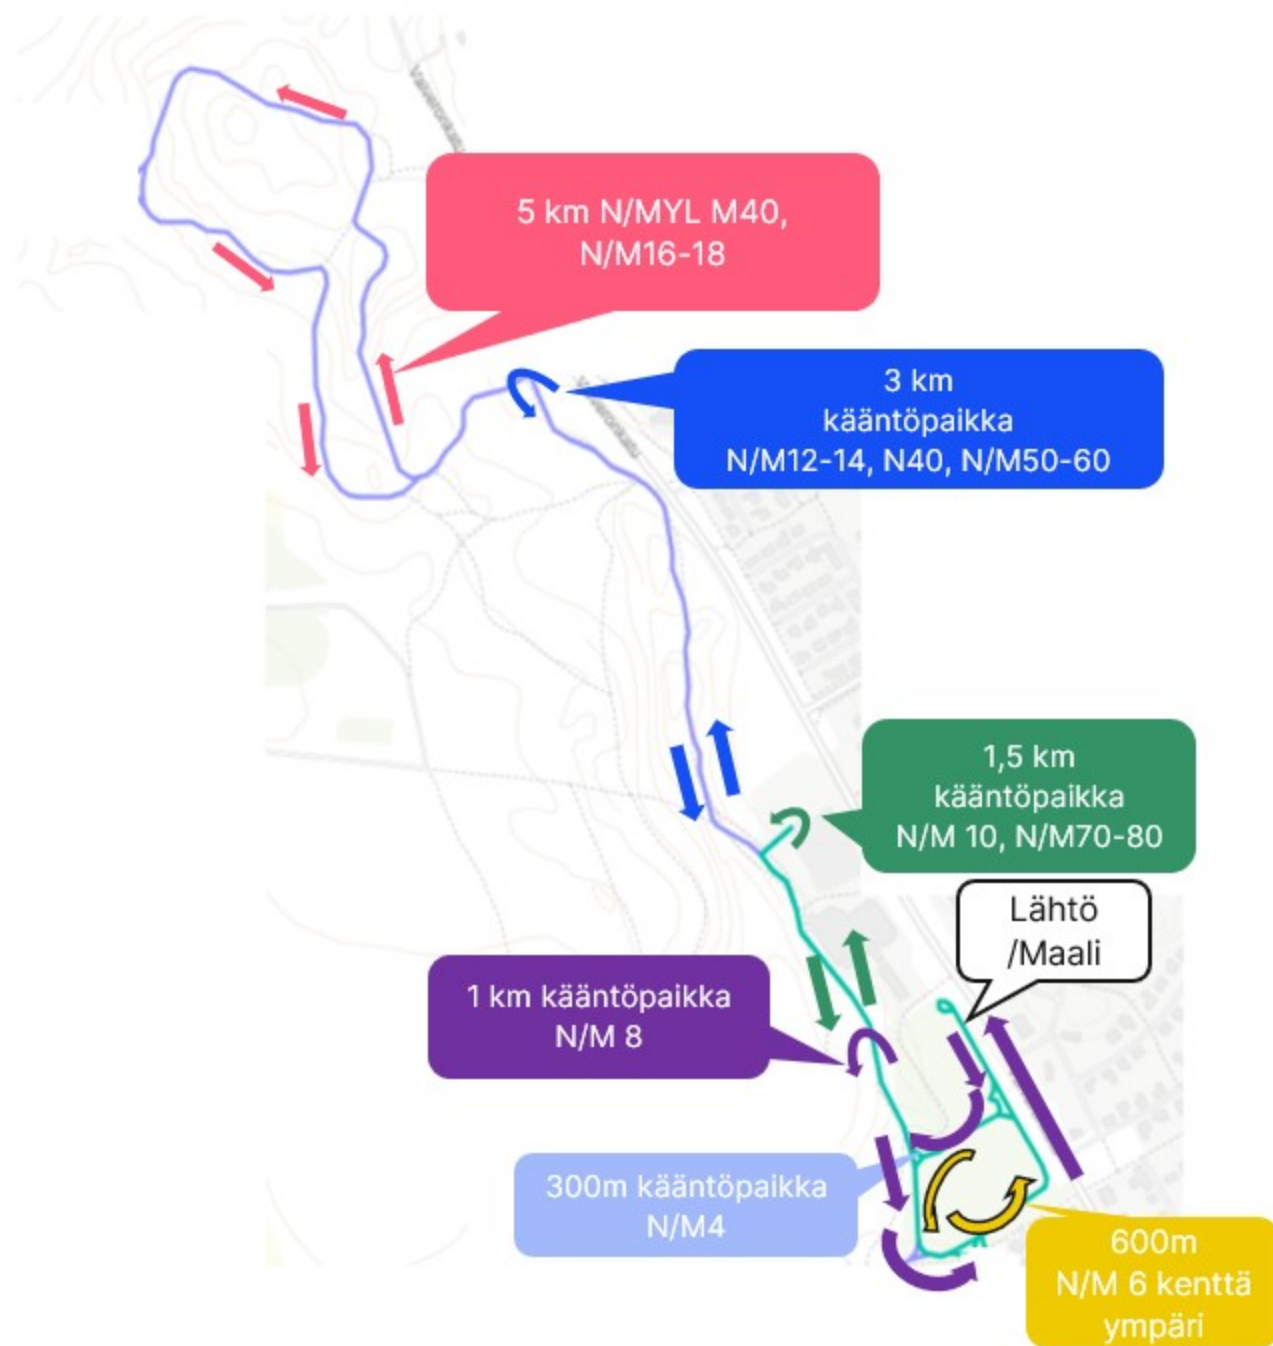 5 km N/MYL M40,
N/M16-18
3 km
kääntöpaikka
N/M12-14, N40, N/M50-60
1,5 km
kääntöpaikka
N/M 10, N/M70-80
Lähtö
/Maali
1 km kääntöpaikka
N/M 8
300m kääntöpaikka
N/M4
600m
N/M 6 kenttä
ympäri